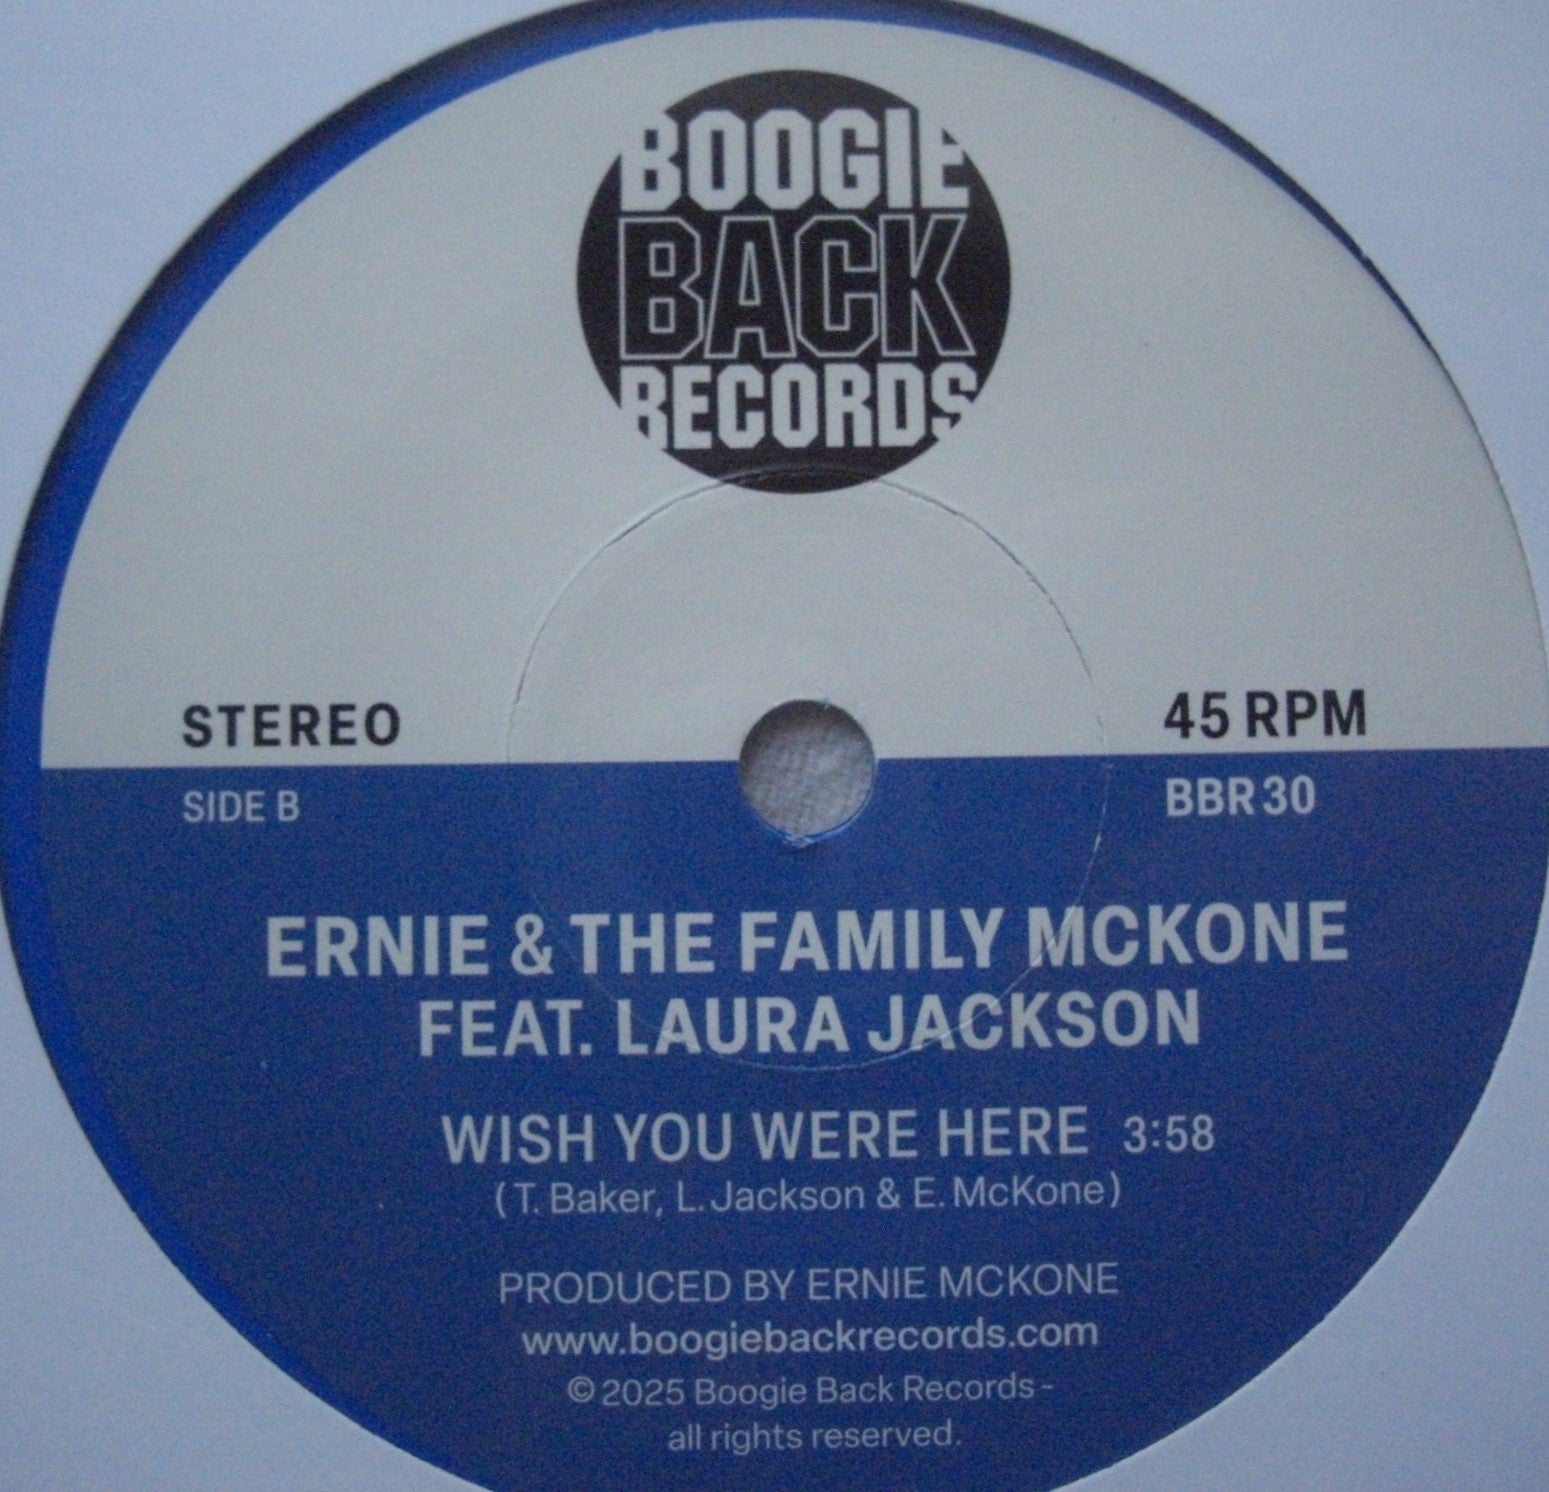 BOOGIE
BACK
RECORDS
STEREO
45 RPM
SIDE B
BBR 30
ERNIE & THE FAMILY MCKONE
FEAT. LAURA JACKSON
WISH YOU WERE HERE 3:58
(T. Baker, L. Jackson & E. McKone)
PRODUCED BY ERNIE MCKONE
www.boogiebackrecords.com
© 2025 Boogie Back Records -
all rights reserved.